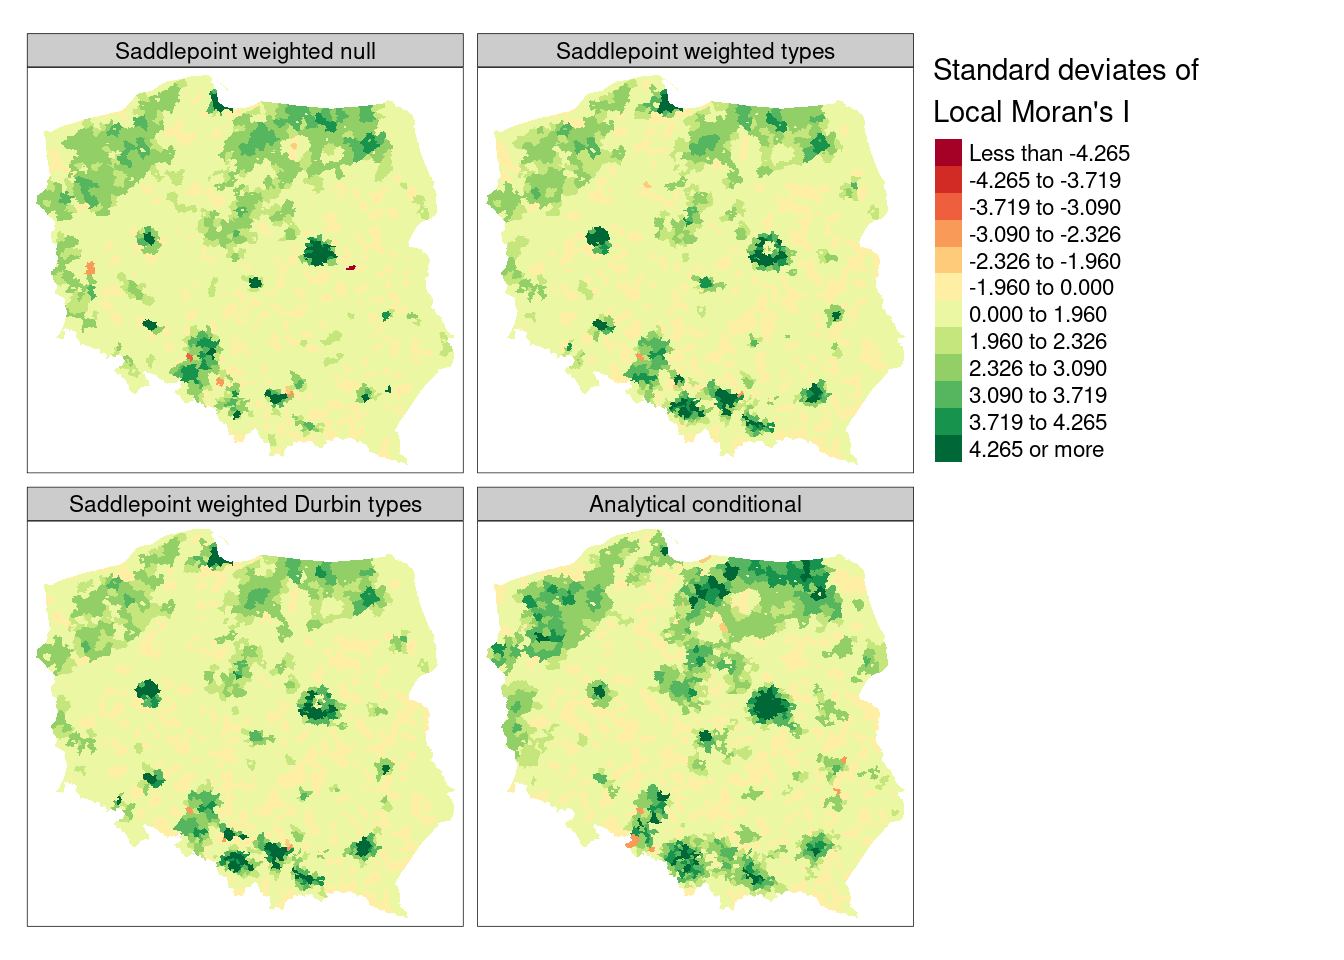 Saddlepoint weighted null
Saddlepoint weighted types
Standard deviates of
Local Moran's I
Less than -4.265
-4.265 to -3.719
-3.719 to -3.090
-3.090 to -2.326
-2.326 to -1.960
-1.960 to 0.000
0.000 to 1.960
1.960 to 2.326
2.326 to 3.090
3.090 to 3.719
3.719 to 4.265
4.265 or more
Saddlepoint weighted Durbin types
Analytical conditional